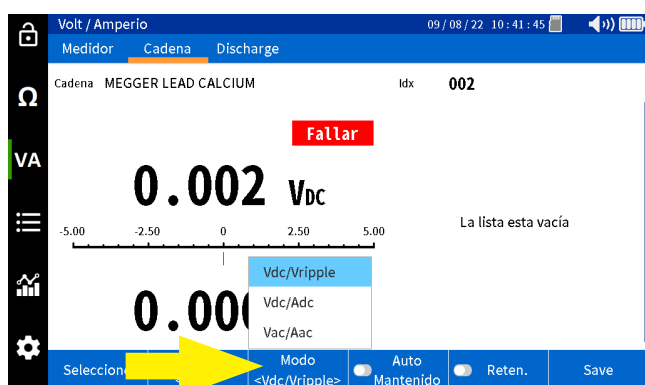 Volt / Amperio 09 / 08 / 22 10 : 41 : 45
Medidor Cadena Discharge
Cadena MEGGER LEAD CALCIUM Idx 002
Ω
Fallar
VA
0.002 VDC
-5.00 -2.50 0 2.50 5.00
La lista esta vacía
Vdc/Vripple
Vdc/Adc
Vac/Aac
Modo
<Vdc/Vripple>
Auto
Mantenido
Reten.
Save